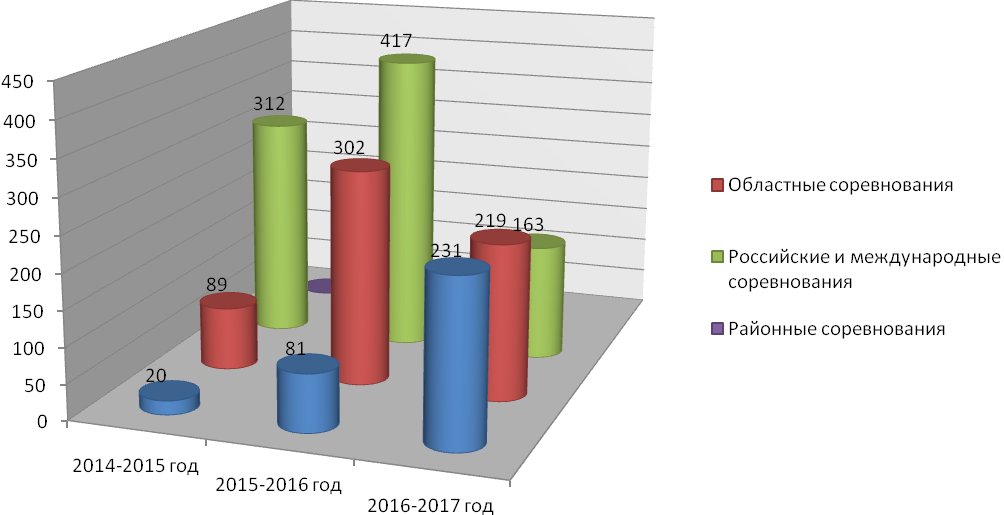 450
400
350
300
250
200
150
100
50
0
417
312
302
219
163
231
89
81
20
2014-2015 год
2015-2016 год
2016-2017 год
Областные соревнования
Российские и международные
соревнования
Районные соревнования